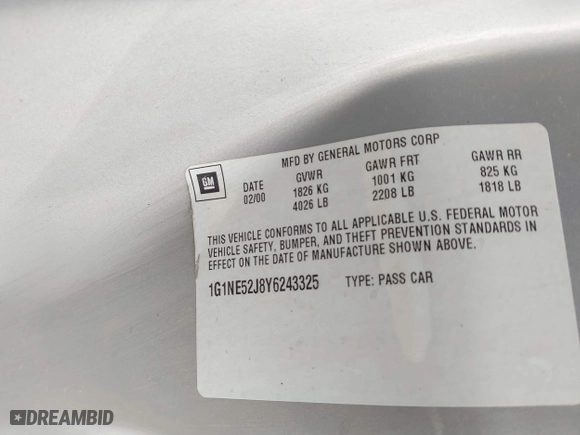 MFD BY GENERAL MOTORS CORP
GM
DATE GVWR GAWR FRT GAWR RR
02/00 1826 KG 1001 KG 825 KG
4026 LB 2208 LB 1818 LB
THIS VEHICLE CONFORMS TO ALL APPLICABLE U.S. FEDERAL MOTOR
VEHICLE SAFETY, BUMPER, AND THEFT PREVENTION STANDARDS IN
EFFECT ON THE DATE OF MANUFACTURE SHOWN ABOVE.
1G1NE52J8Y6243325 TYPE: PASS CAR
DREAMBID